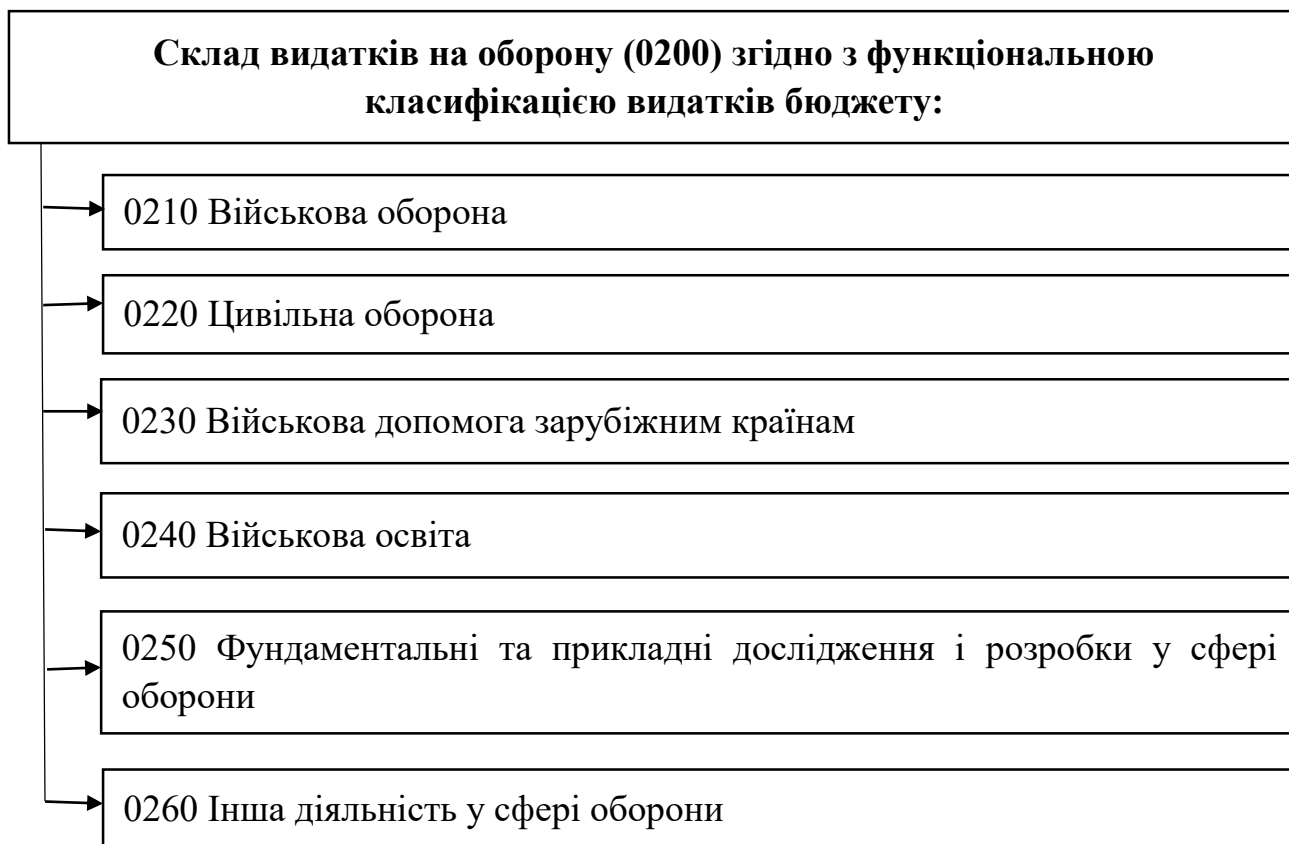 Склад видатків на оборону (0200) згідно з функціональною
класифікацією видатків бюджету:
0210 Військова оборона
0220 Цивільна оборона
0230 Військова допомога зарубіжним країнам
0240 Військова освіта
0250 Фундаментальні та прикладні дослідження і розробки у сфері
оборони
0260 Інша діяльність у сфері оборони